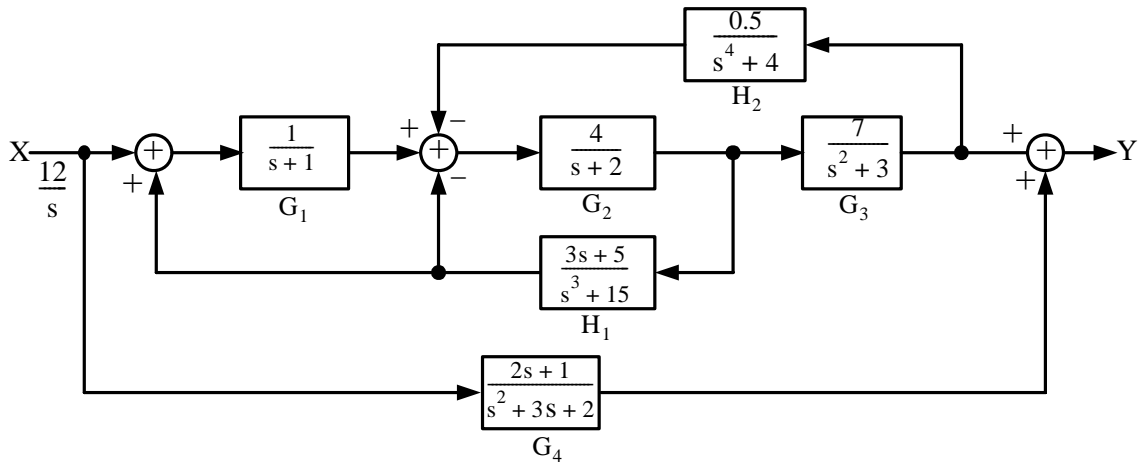 0.5
s^4 + 4
H_2
X
12
s
+
+
1
s + 1
G_1
+
−
+
−
4
s + 2
G_2
7
s^2 + 3
G_3
+
+
+
Y
3s + 5
s^3 + 15
H_1
2s + 1
s^2 + 3s + 2
G_4